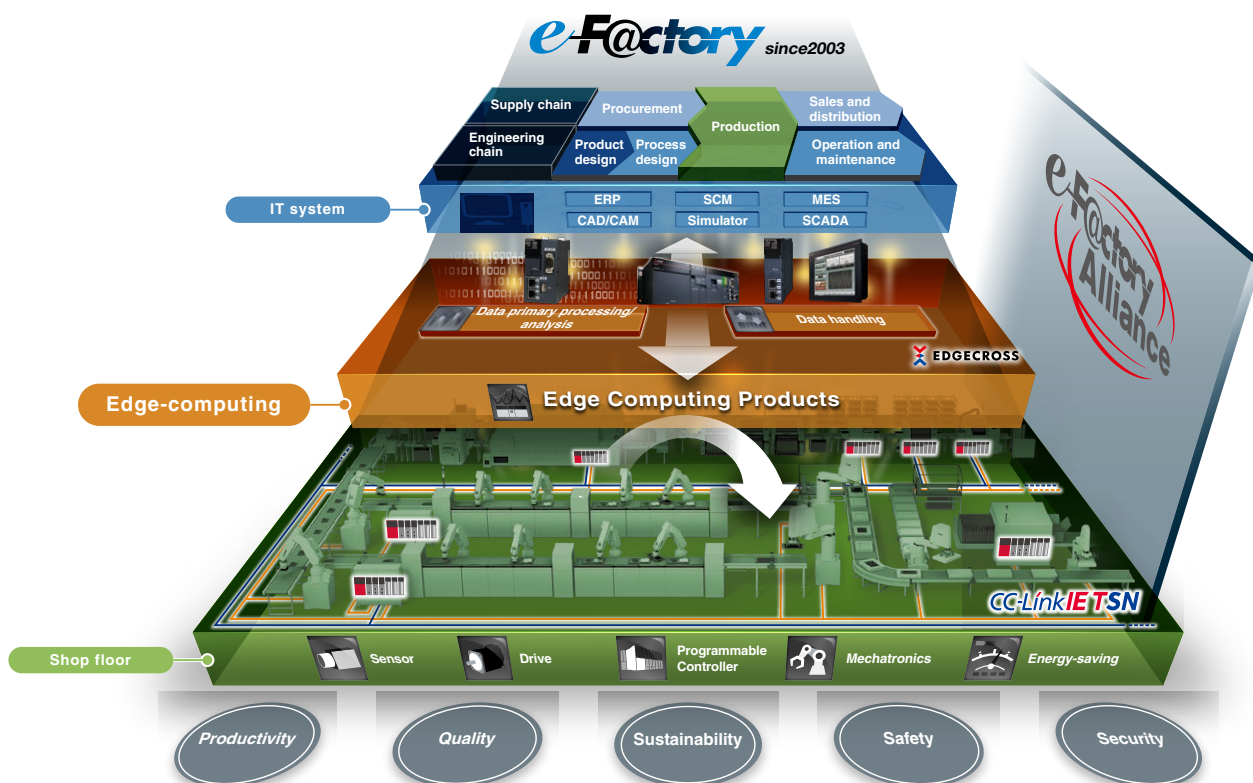 e-F@ctory since2003
Supply chain
Procurement
Production
Sales and
distribution
Engineering
chain
Product
design
Process
design
Operation and
maintenance
IT system
ERP
SCM
MES
CAD/CAM
Simulator
SCADA
Data primary processing/
analysis
Data handling
EDGECROSS
Edge-computing
Edge Computing Products
e-F@ctory
Alliance
CC-Link IE TSN
Shop floor
Sensor
Drive
Programmable
Controller
Mechatronics
Energy-saving
Productivity
Quality
Sustainability
Safety
Security